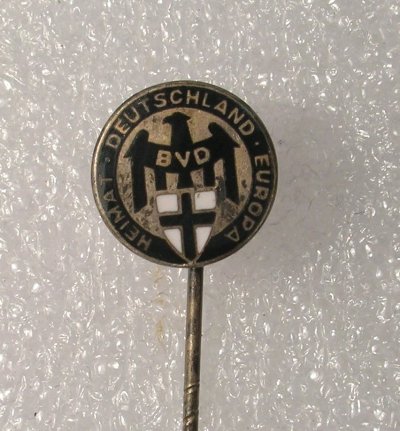 HEIMAT · DEUTSCHLAND · EUROPA
BVD